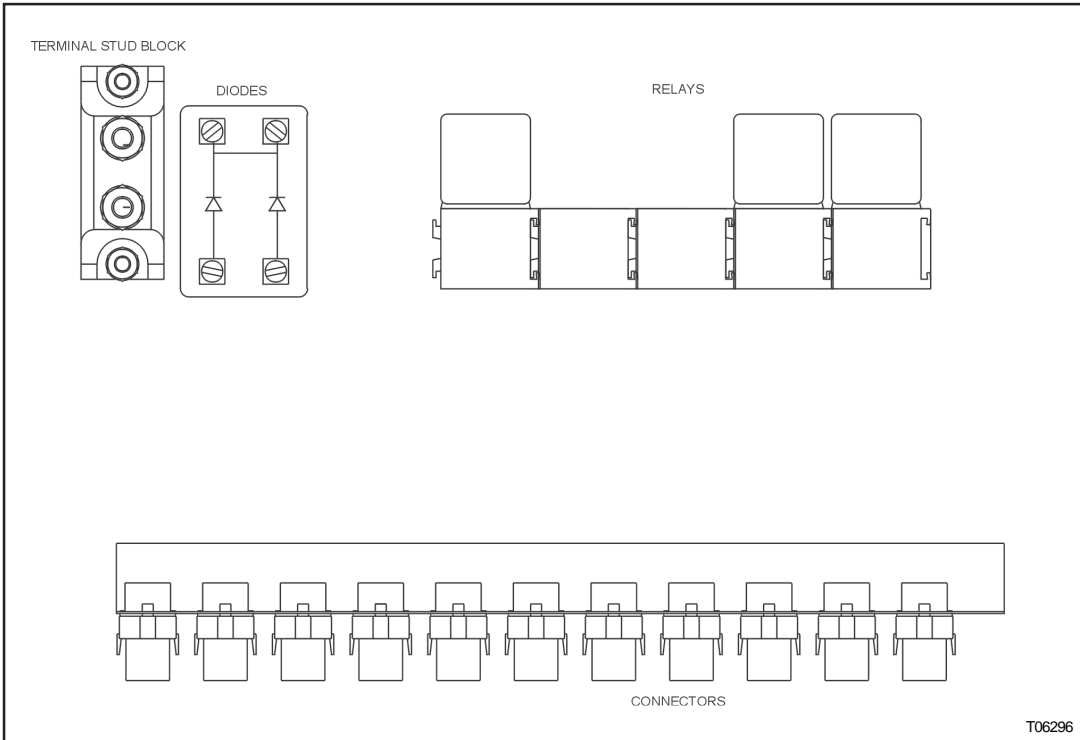 TERMINAL STUD BLOCK
DIODES
RELAYS
CONNECTORS
T06296